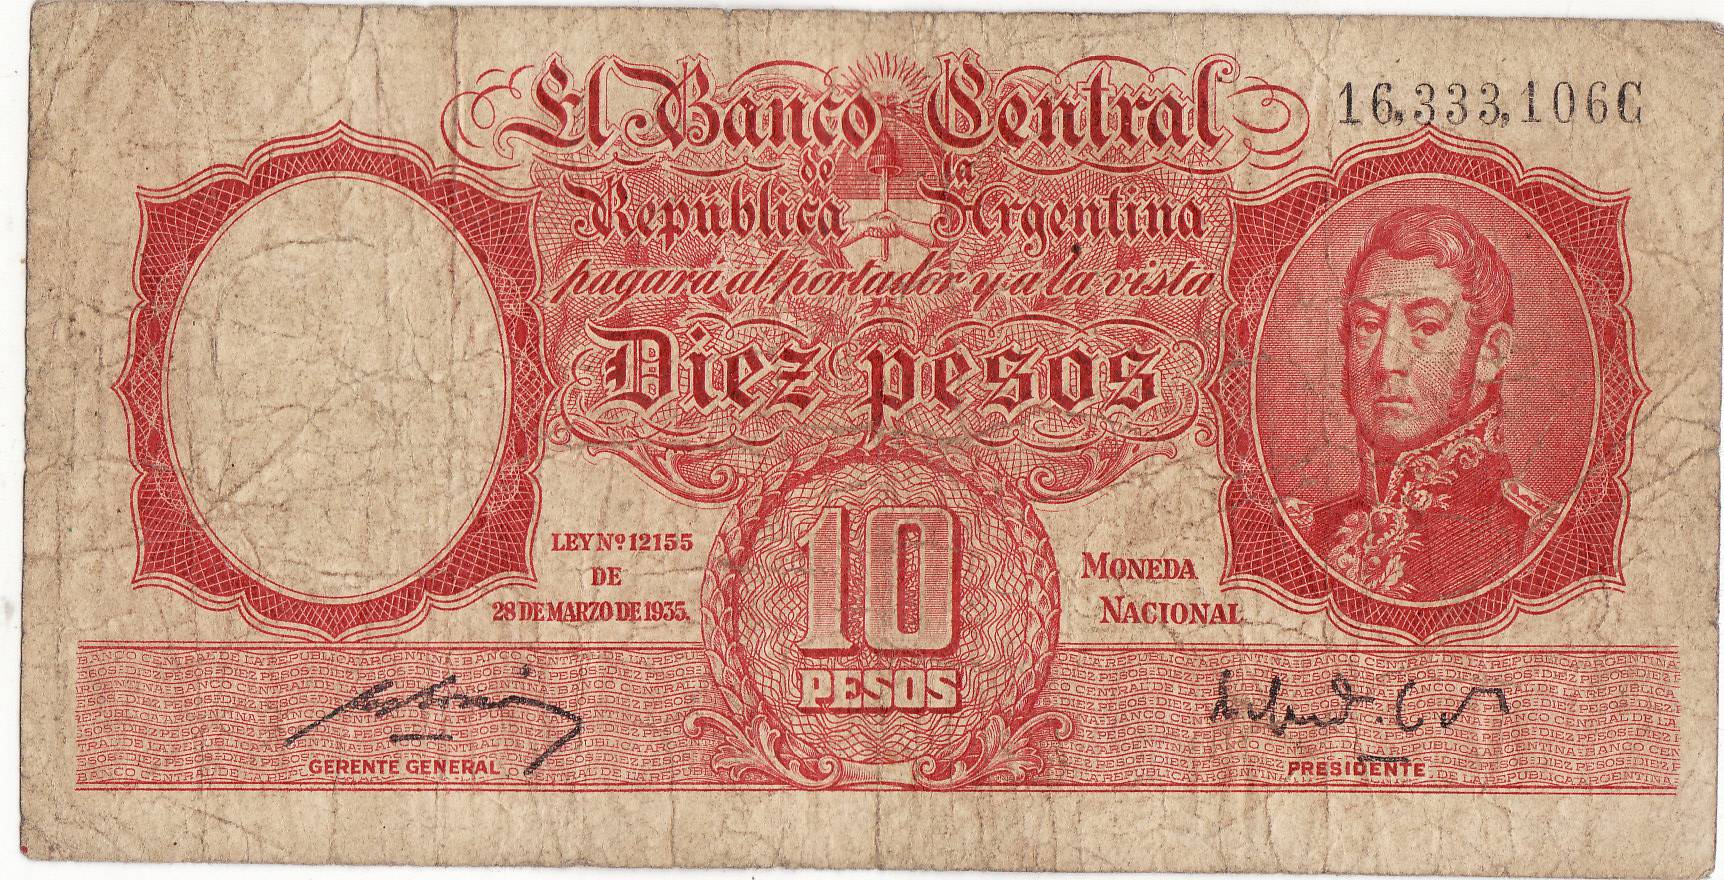 El Banco Central
16,333,106C
de la
República Argentina
pagará al portador y a la vista
Diez pesos
LEY Nº 12155
DE
28 DE MARZO DE 1935.
10
PESOS
MONEDA
NACIONAL
GERENTE GENERAL
PRESIDENTE